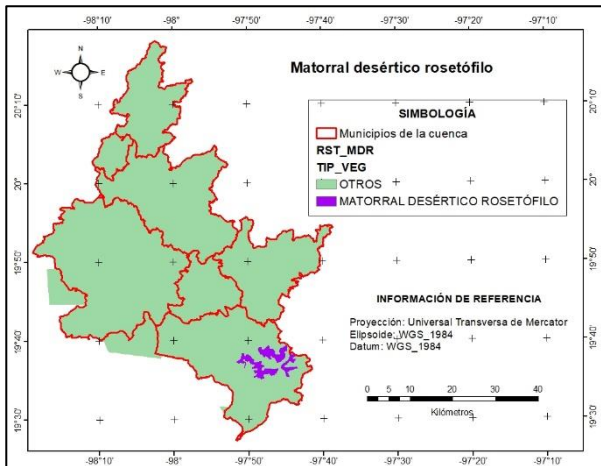 -98°10' -98° -97°50' -97°40' -97°30' -97°20' -97°10'
N
W E
S
Matorral desértico rosetófilo
SIMBOLOGÍA
Municipios de la cuenca
RST_MDR
TIP_VEG
OTROS
MATORRAL DESÉRTICO ROSETÓFILO
20°10'
20°
19°50'
19°40'
19°30'
20°10'
20°
19°50'
19°40'
19°30'
INFORMACIÓN DE REFERENCIA
Proyección: Universal Transversa de Mercator
Elipsoide: WGS_1984
Datum: WGS_1984
0 5 10 20 30 40
Kilómetros
-98°10' -98° -97°50' -97°40' -97°30' -97°20' -97°10'